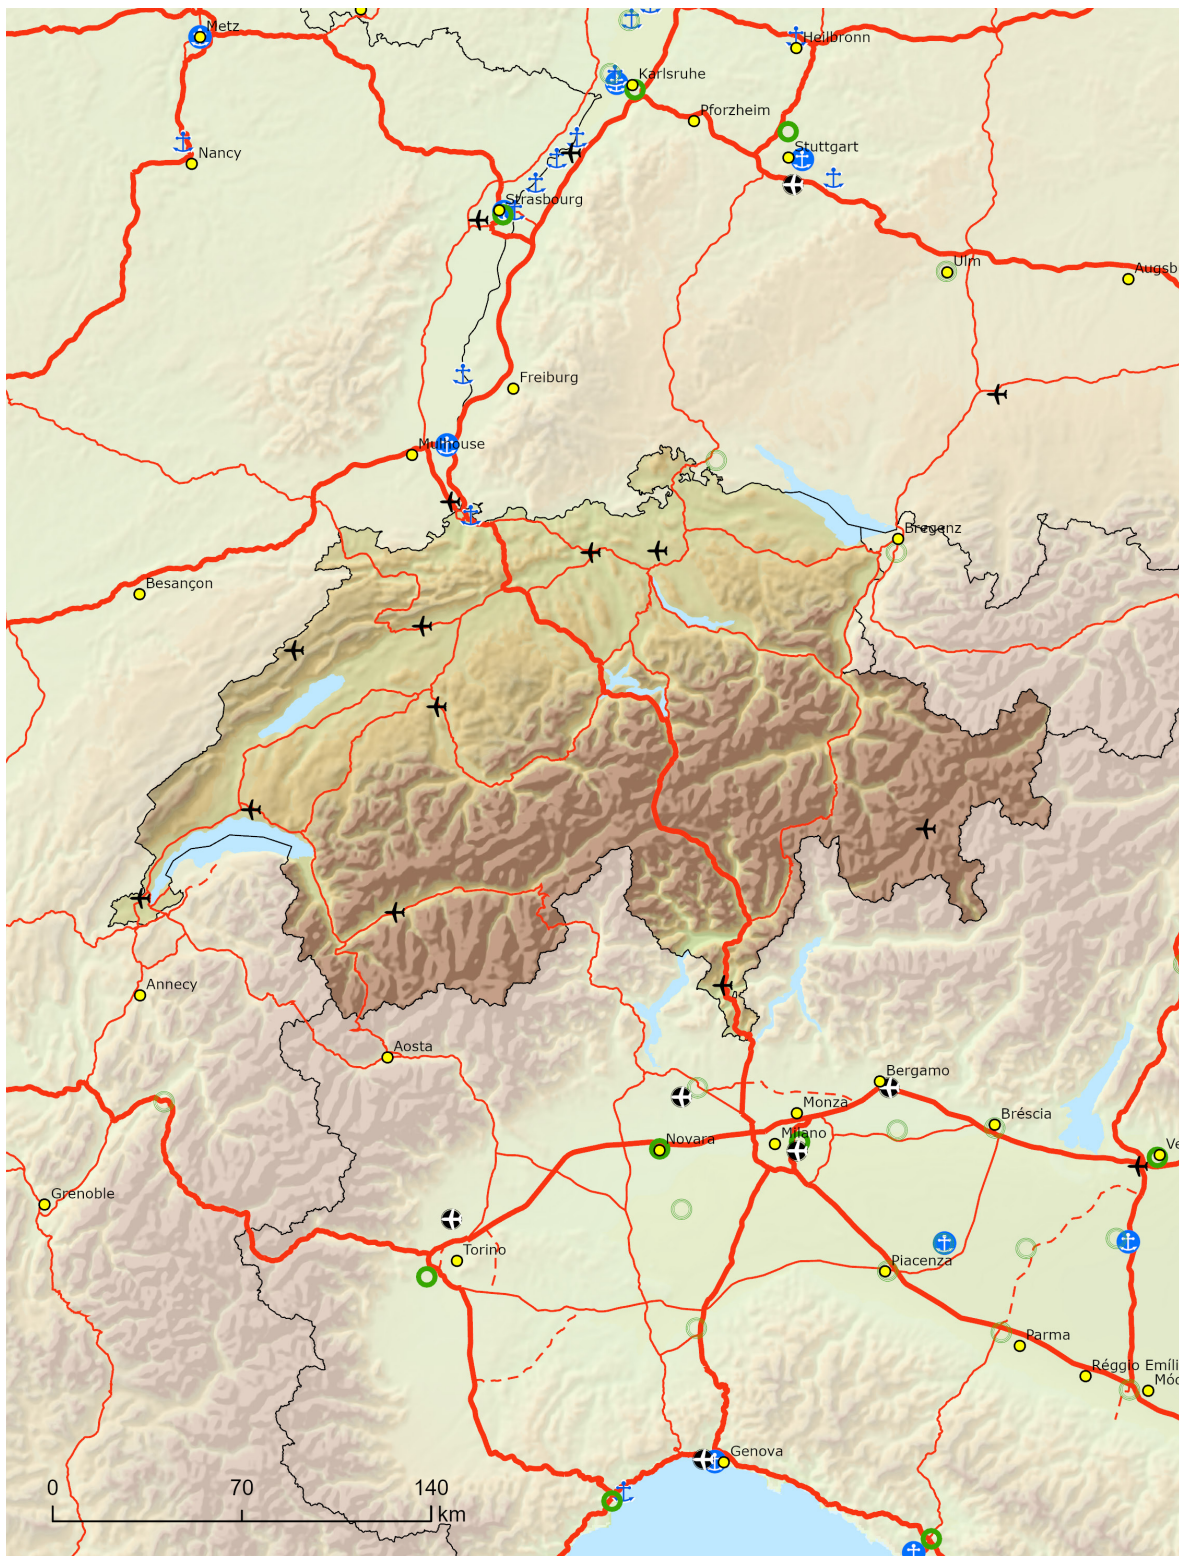 Metz
Heilbronn
Karlsruhe
Pforzheim
Stuttgart
Nancy
Strasbourg
Ulm
Augsb
Freiburg
Mulhouse
Bregenz
Besançon
Annecy
Aosta
Bergamo
Monza
Bréscia
Novara
Milano
Ve
Grenoble
Torino
Piacenza
Parma
Réggio Emíli
Mód
Genova
0 70 140
km